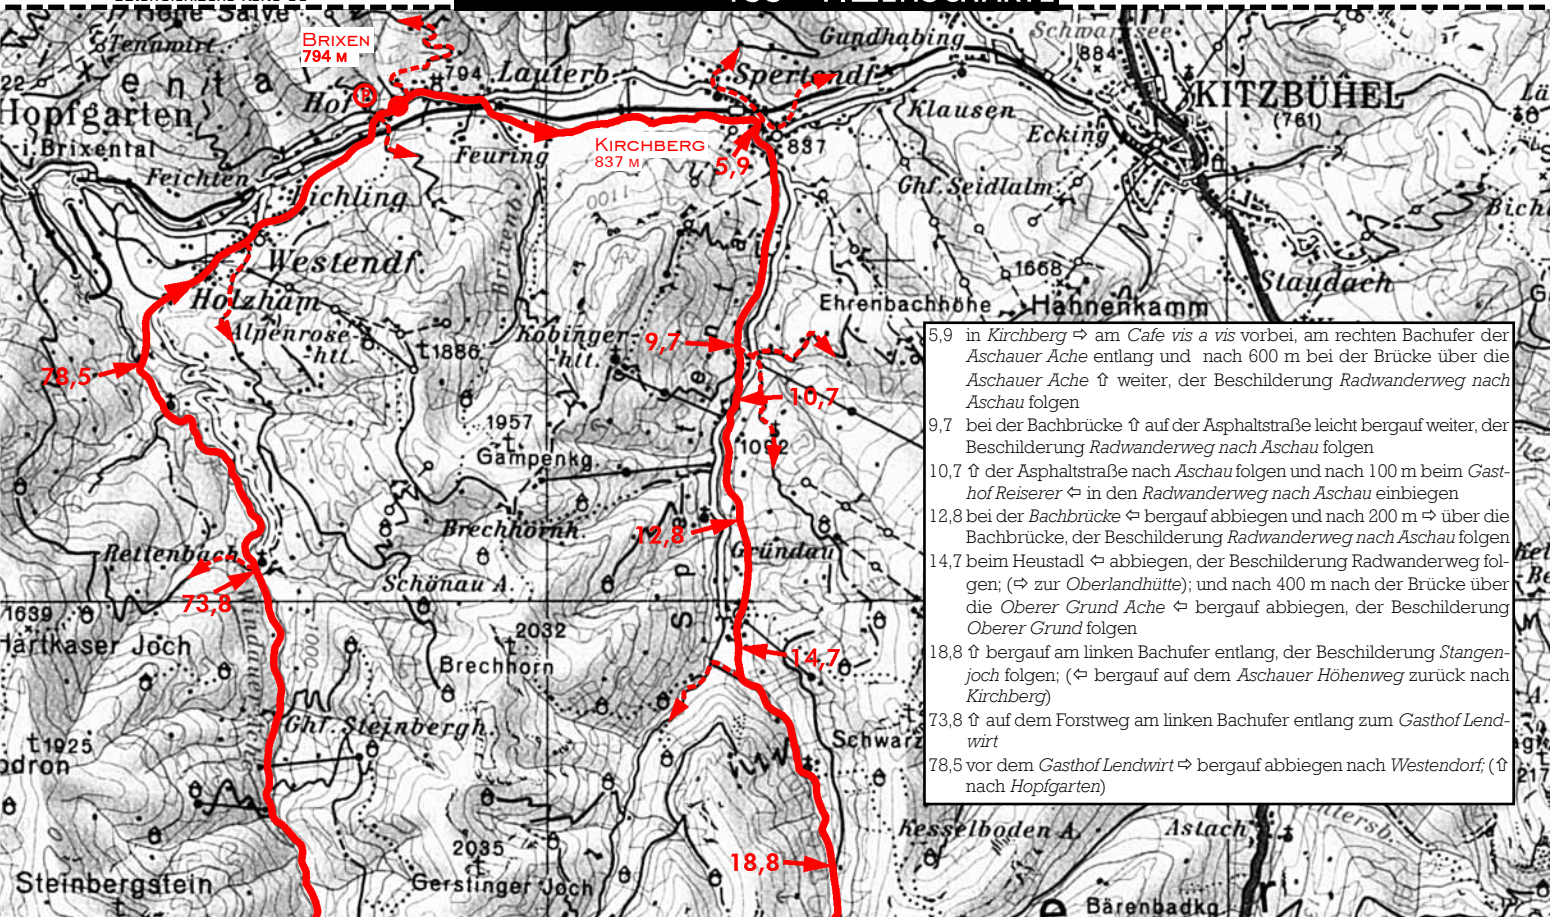 BRIXEN
794 M
Gundhabing
Schwarzsee
884
Hohe Salve
Tennwirt.
x e n t a
794
Lauterb.
Spertendf.
KITZBÜHEL
(761)
Hof
Hopfgarten
Klausen
Ecking
i.Brixental
KIRCHBERG
837 M
5,9
837
Feuring
Feichten
Ghf. Seidlalm
ichling
1100
Brixenb.
Westendf.
1668
Staudach
Holzham
Ehrenbachhöhe
Hahnenkamm
Alpenrose-
htt.
1886
Kobinger-
htt.
9,7
78,5
10,7
1957
1092
Gampenkg.
Brechhornh.
12,8
Gründau
Rettenbach
Schönau A.
73,8
1639
Hartkaser Joch
1000
2032
Brechhorn
14,7
Ghf. Steinbergh.
1925
odron
Schwarz
2035
Gerstinger Joch
Steinbergstein
18,8
Kesselboden A.
Astach
Bärenbadkg.
5,9 in Kirchberg ⇨ am Cafe vis a vis vorbei, am rechten Bachufer der
Aschauer Ache entlang und nach 600 m bei der Brücke über die
Aschauer Ache ⇧ weiter, der Beschilderung Radwanderweg nach
Aschau folgen
9,7 bei der Bachbrücke ⇧ auf der Asphaltstraße leicht bergauf weiter, der
Beschilderung Radwanderweg nach Aschau folgen
10,7 ⇧ der Asphaltstraße nach Aschau folgen und nach 100 m beim Gast-
hof Reiserer ⇦ in den Radwanderweg nach Aschau einbiegen
12,8 bei der Bachbrücke ⇦ bergauf abbiegen und nach 200 m ⇨ über die
Bachbrücke, der Beschilderung Radwanderweg nach Aschau folgen
14,7 beim Heustadl ⇦ abbiegen, der Beschilderung Radwanderweg fol-
gen; (⇨ zur Oberlandhütte); und nach 400 m nach der Brücke über
die Oberer Grund Ache ⇦ bergauf abbiegen, der Beschilderung
Oberer Grund folgen
18,8 ⇧ bergauf am linken Bachufer entlang, der Beschilderung Stangen-
joch folgen; (⇦ bergauf auf dem Aschauer Höhenweg zurück nach
Kirchberg)
73,8 ⇧ auf dem Forstweg am linken Bachufer entlang zum Gasthof Lend-
wirt
78,5 vor dem Gasthof Lendwirt ⇨ bergauf abbiegen nach Westendorf; (⇧
nach Hopfgarten)